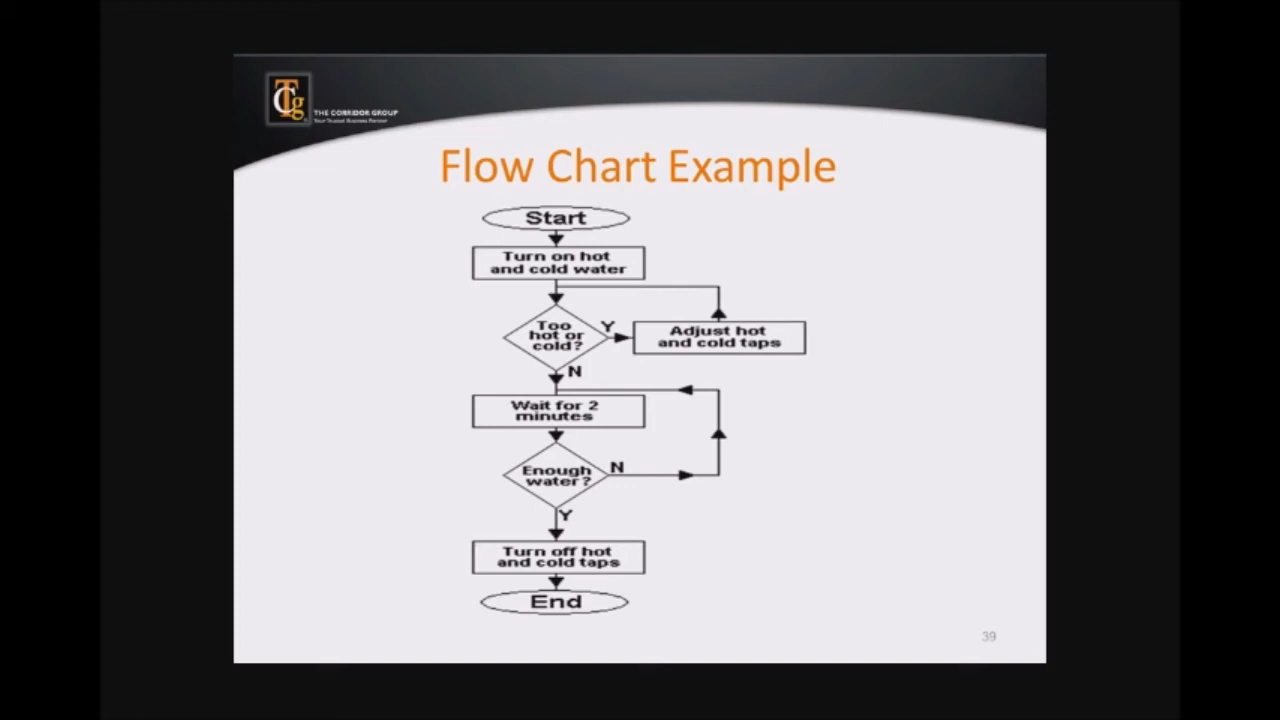 TCg
THE CORRIDOR GROUP
Your Trusted Business Partner
Flow Chart Example
Start
Turn on hot
and cold water
Too
hot or
cold?
Y
Adjust hot
and cold taps
N
Wait for 2
minutes
Enough
water?
N
Y
Turn off hot
and cold taps
End
39